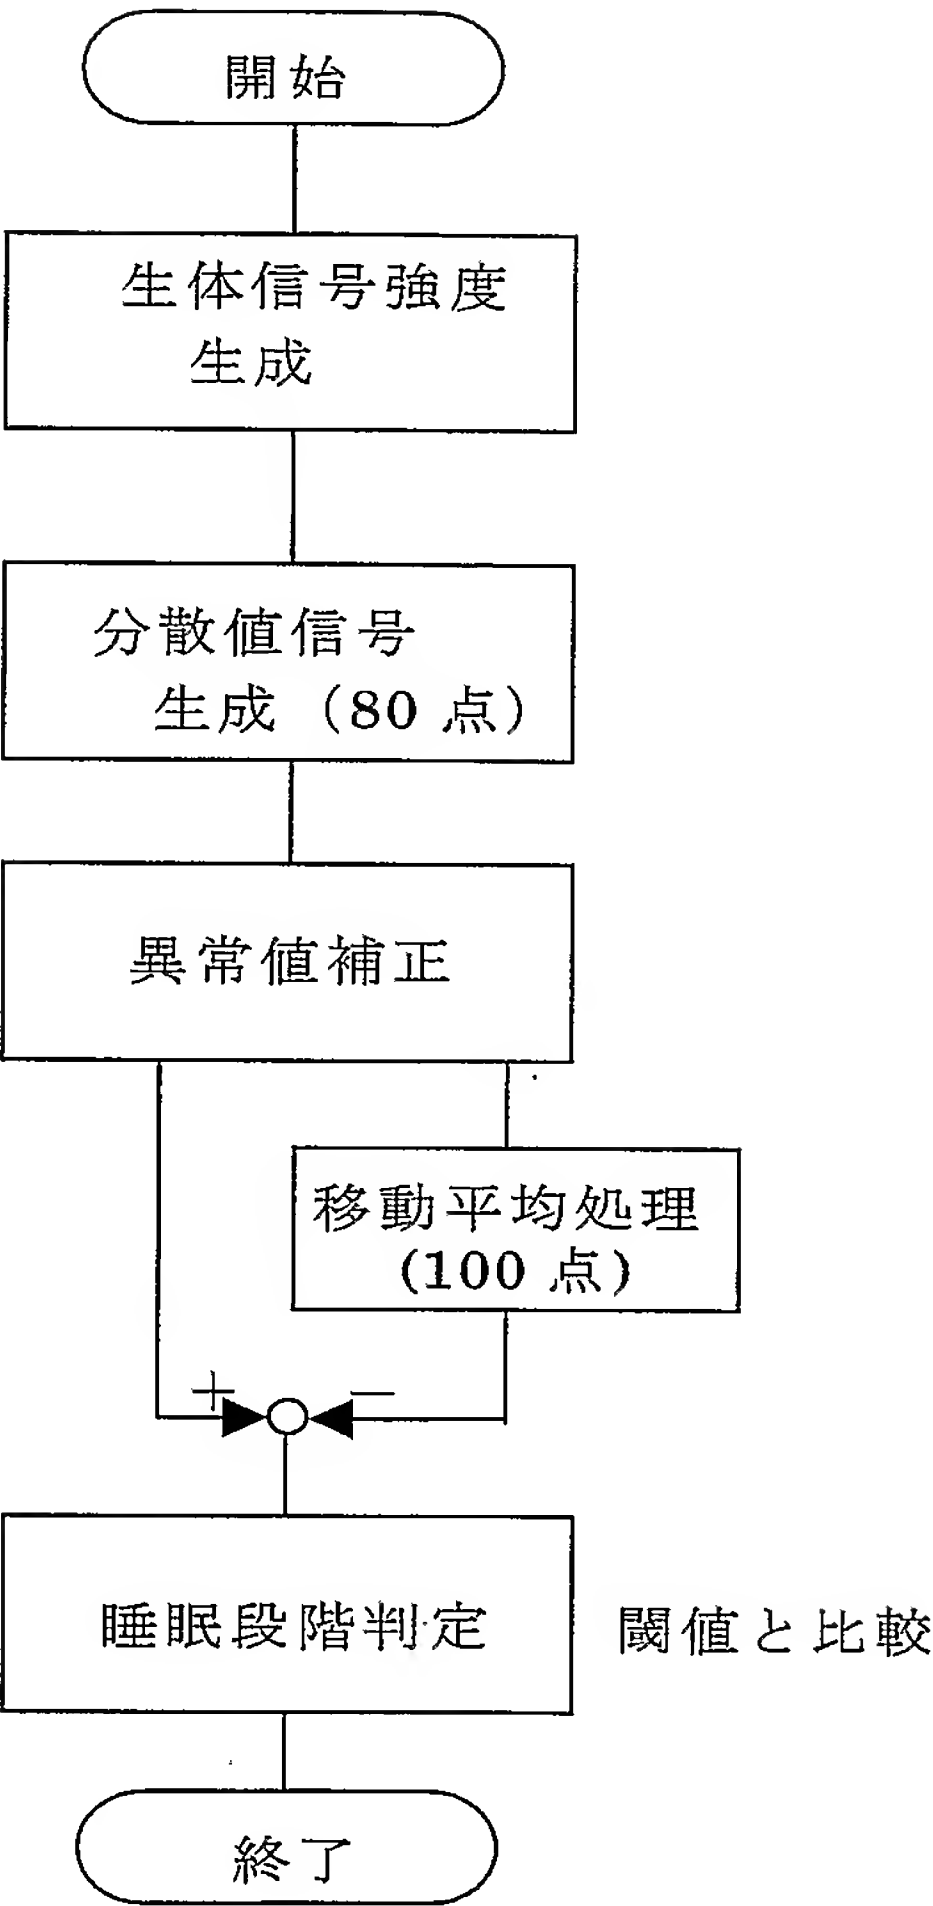 開始
生体信号強度
生成
分散値信号
生成（80 点）
異常値補正
移動平均処理
(100 点)
＋ －
睡眠段階判定 閾値と比較
終了